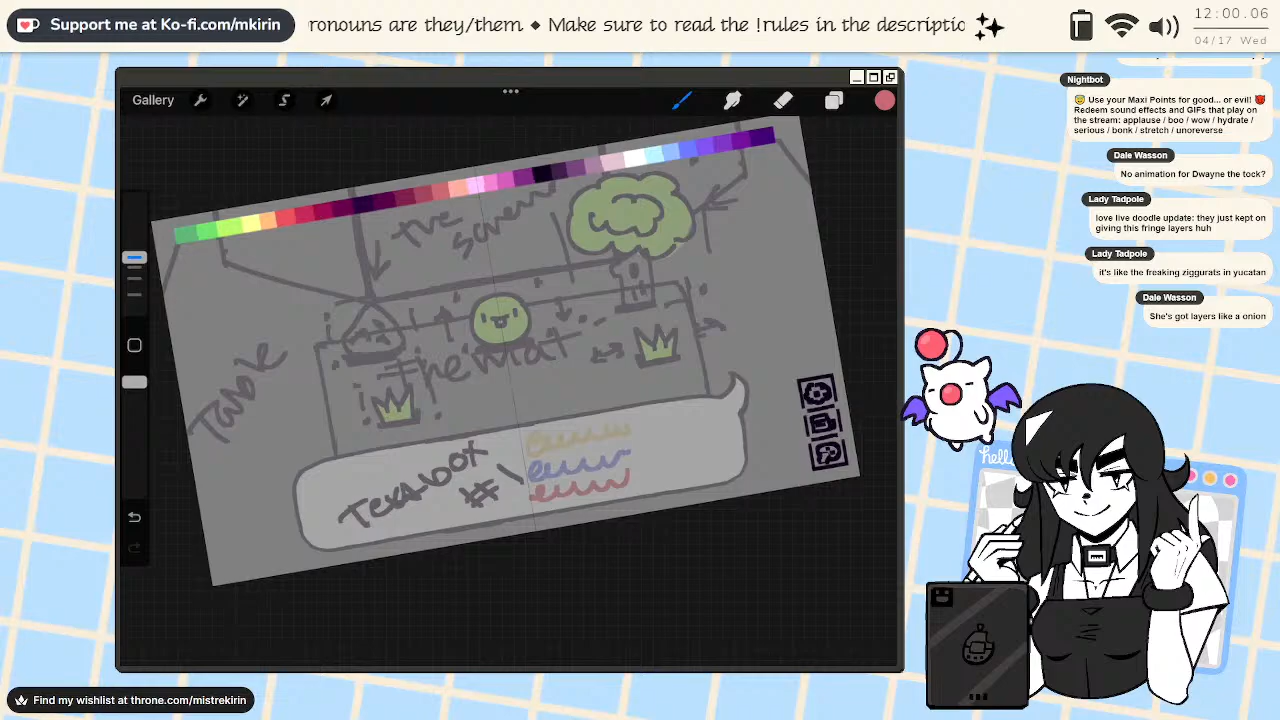 Support me at Ko-fi.com/mkirin
ronouns are they/them ◆ Make sure to read the !rules in the descriptio
12:00.06
04/17 Wed
Gallery
Nightbot
😇 Use your Maxi Points for good... or evil! 👿
Redeem sound effects and GIFs that play on
the stream: applause / boo / wow / hydrate /
serious / bonk / stretch / unoreverse
Dale Wasson
No animation for Dwayne the tock?
Lady Tadpole
love live doodle update: they just kept on
giving this fringe layers huh
Lady Tadpole
it's like the freaking ziggurats in yucatan
Dale Wasson
She's got layers like a onion
The Mat
Table
Textbox
#
hello
Find my wishlist at throne.com/mistrekirin